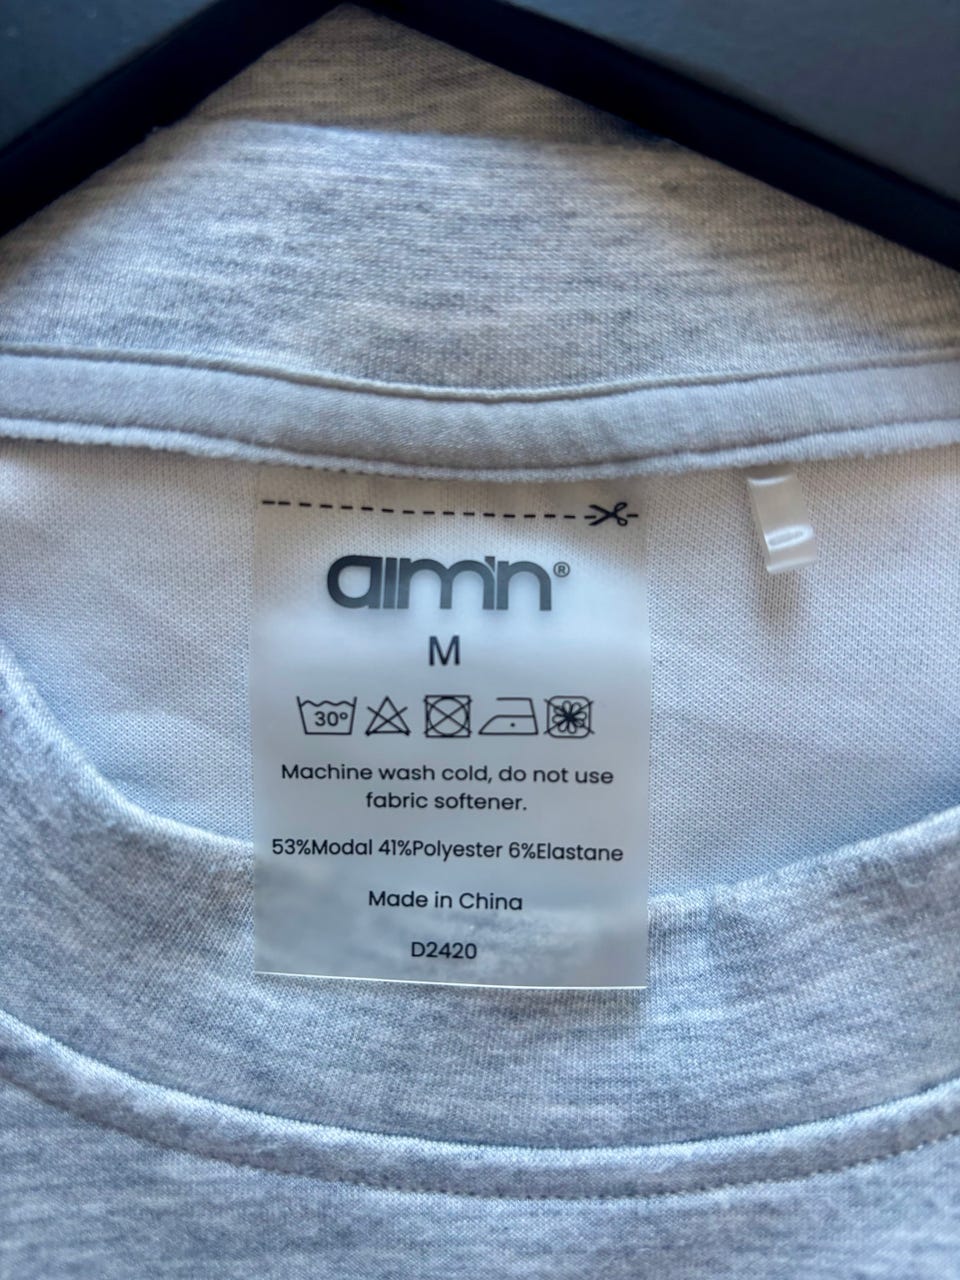 aim'n®
M
30°
Machine wash cold, do not use
fabric softener.
53%Modal 41%Polyester 6%Elastane
Made in China
D2420